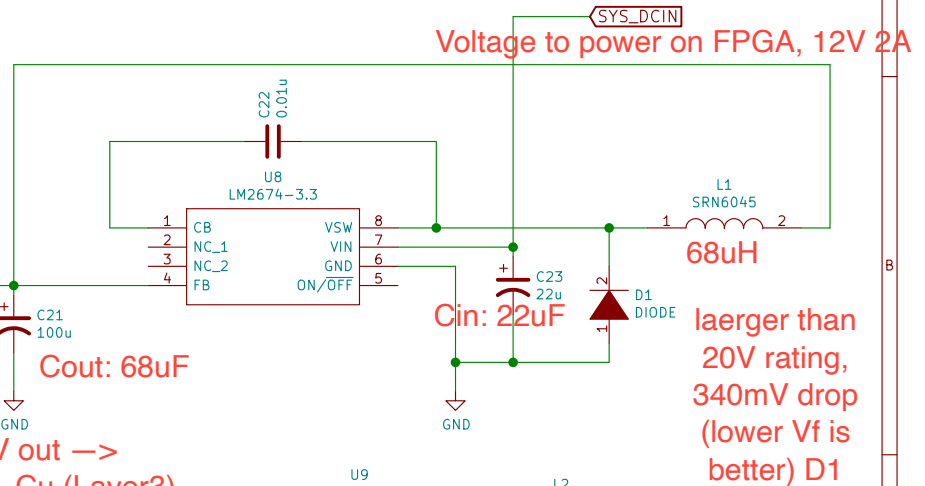 SYS_DCIN
Voltage to power on FPGA, 12V 2A
C22
0.01u
U8
LM2674-3.3
1 CB VSW 8
2 NC_1 VIN 7
3 NC_2 GND 6
4 FB ON/OFF 5
L1
SRN6045
1 2
68uH
B
+ C21
100u
Cout: 68uF
GND
+ C23
22u
Cin: 22uF
GND
2
D1
DIODE
1
laerger than
20V rating,
340mV drop
(lower Vf is
better) D1
V out —>
Cu (Layer3)
U9
L2